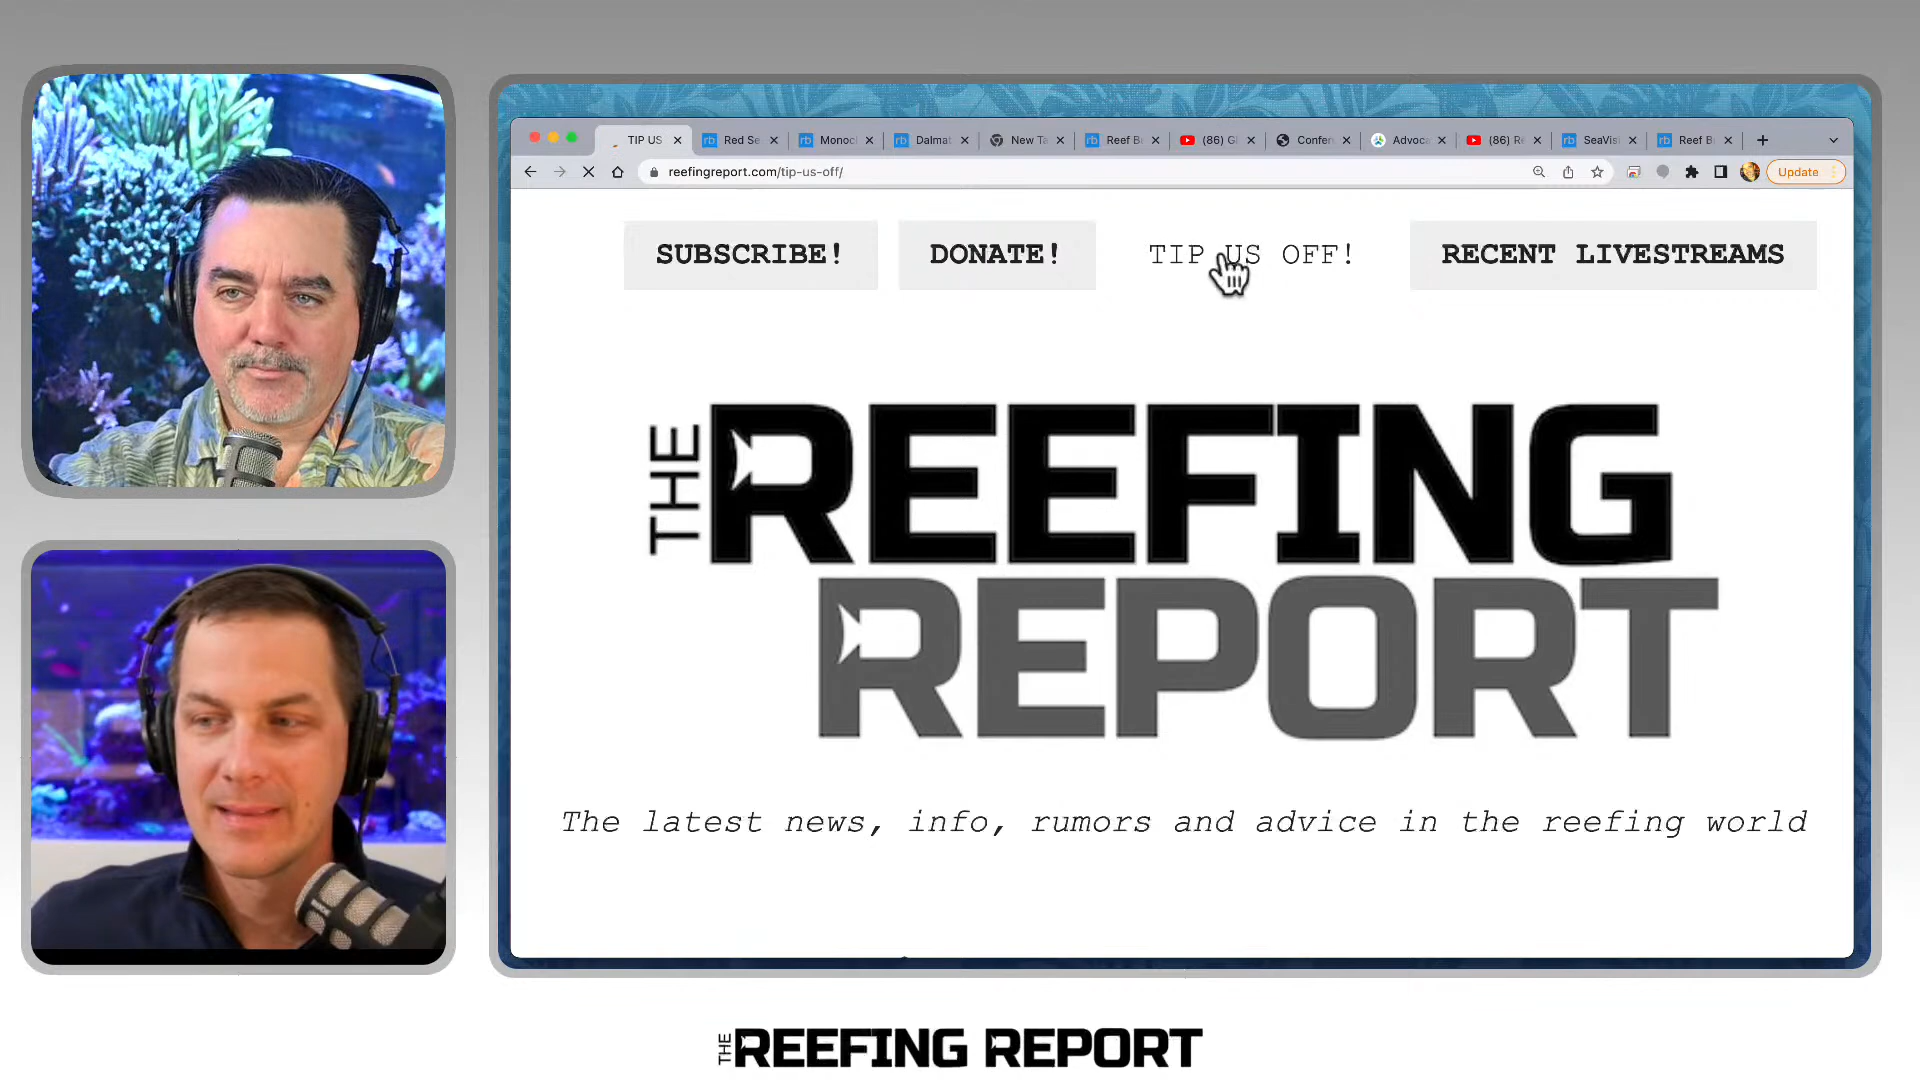 TIP US
Red Se
Monoc
Dalmat
New Ta
Reef B
(86) G
Confer
Advoca
(86) R
SeaVis
Reef B
reefingreport.com/tip-us-off/
Update
SUBSCRIBE!
DONATE!
TIP US OFF!
RECENT LIVESTREAMS
THE REEFING
REPORT
The latest news, info, rumors and advice in the reefing world
THE REEFING REPORT